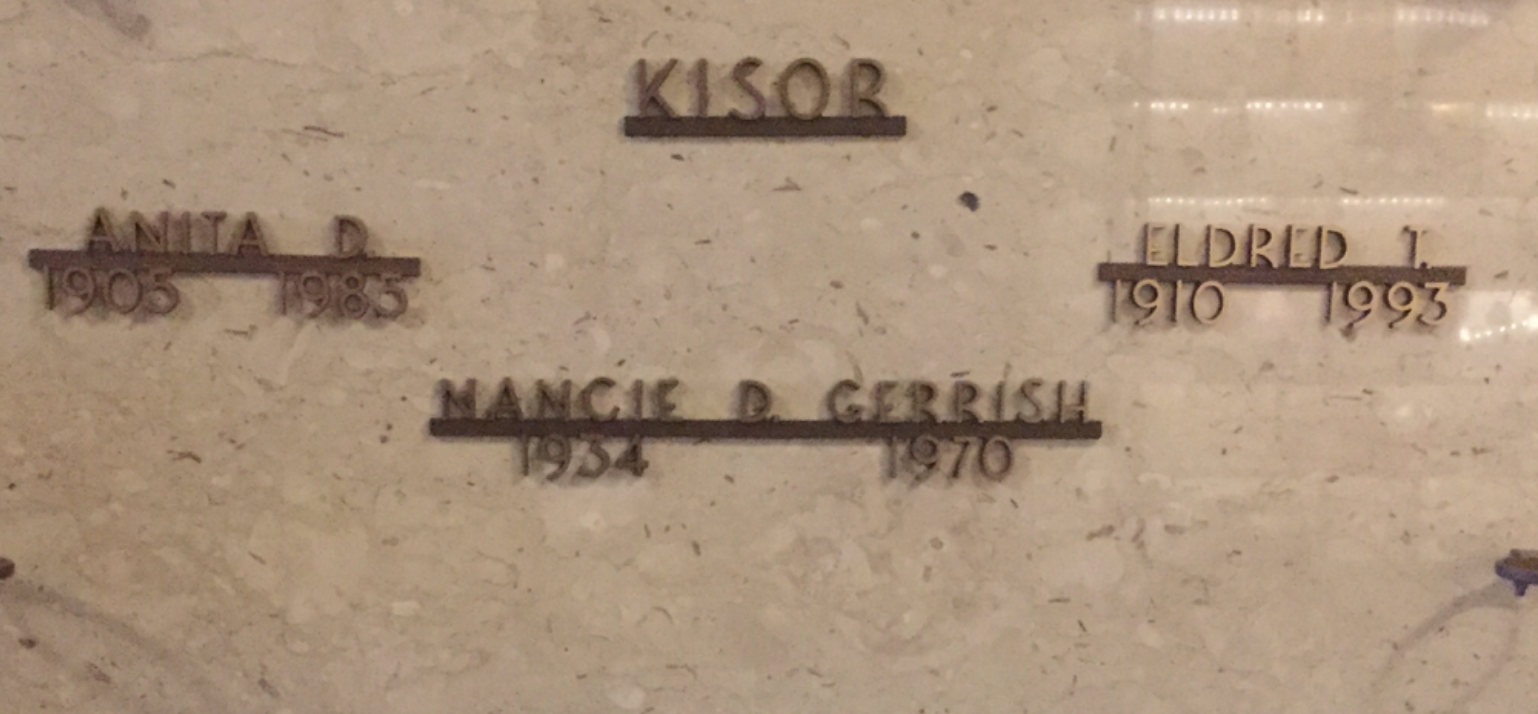 KISOR
ANITA D.
1905 1985
ELDRED T.
1910 1993
NANCIE D. GERRISH
1934 1970